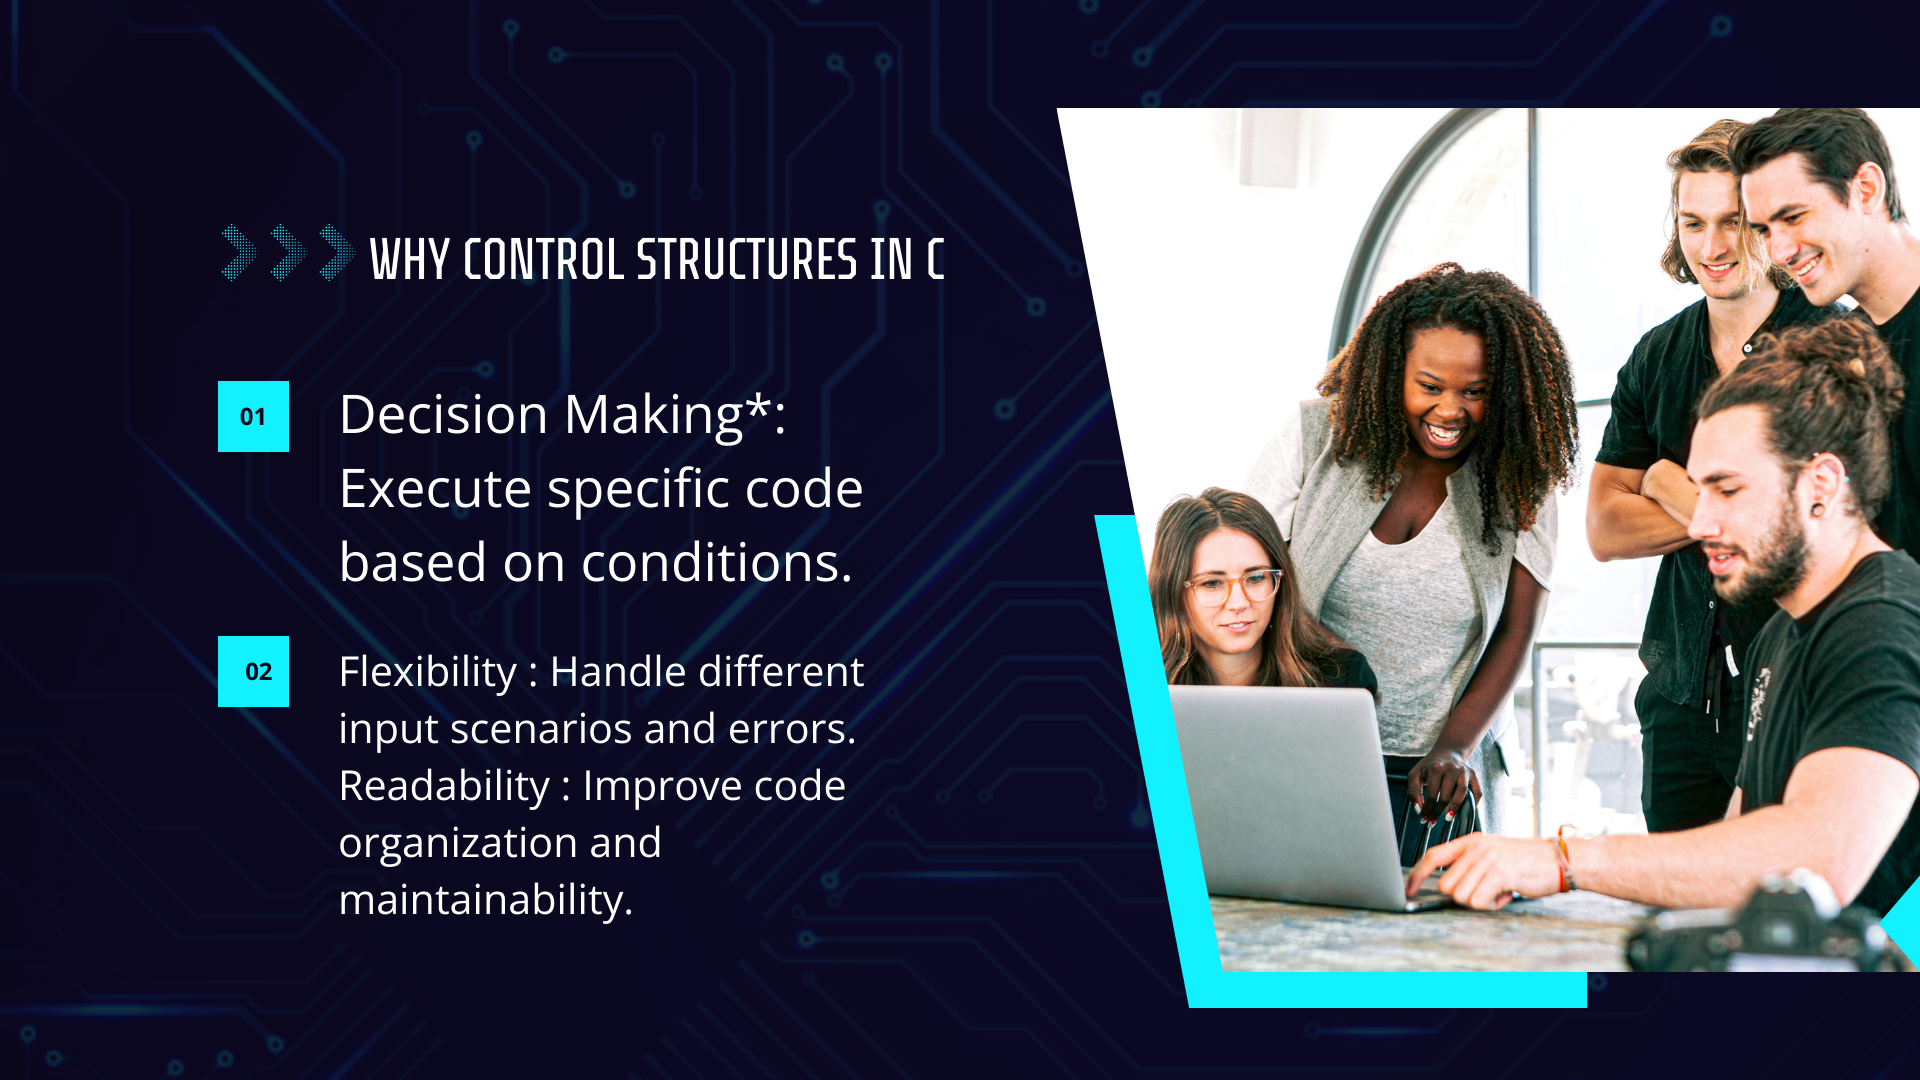 WHY CONTROL STRUCTURES IN C
01
Decision Making*:
Execute specific code
based on conditions.
02
Flexibility : Handle different
input scenarios and errors.
Readability : Improve code
organization and
maintainability.